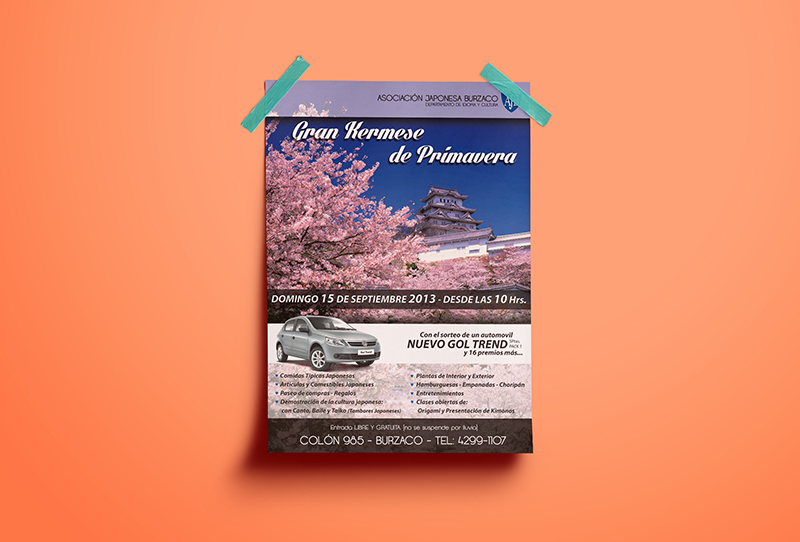 ASOCIACIÓN JAPONESA BURZACO
DEPARTAMENTO DE IDIOMA Y CULTURA
Gran Kermese
de Primavera
DOMINGO 15 DE SEPTIEMBRE 2013 - DESDE LAS 10 Hrs.
Con el sorteo de un automovil
NUEVO GOL TREND 5Ptas. PACK 1
y 16 premios más....
Comidas Típicas Japonesas
Artículos y Comestibles Japoneses
Paseo de compras - Regalos
Demostración de la cultura japonesa:
con Canto, Baile y Taiko (Tambores Japoneses)
Plantas de Interior y Exterior
Hamburguesas - Empanadas - Choripán
Entretenimientos
Clases abiertas de:
Origami y Presentación de Kimonos
Entrada LIBRE Y GRATUITA (no se suspende por lluvia)
COLÓN 985 - BURZACO - TEL: 4299-1107